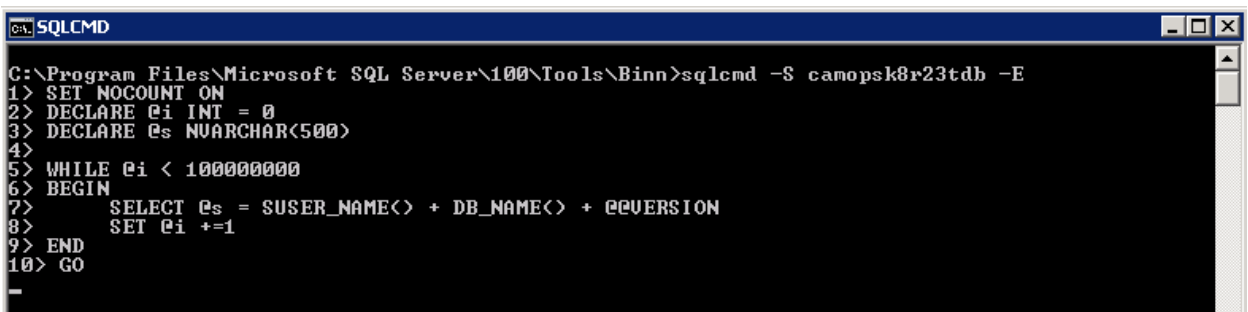 SQLCMD
C:\Program Files\Microsoft SQL Server\100\Tools\Binn>sqlcmd -S camopsk8r23tdb -E
1> SET NOCOUNT ON
2> DECLARE @i INT = 0
3> DECLARE @s NVARCHAR(500)
4>
5> WHILE @i < 100000000
6> BEGIN
7>      SELECT @s = SUSER_NAME() + DB_NAME() + @@VERSION
8>      SET @i +=1
9> END
10> GO